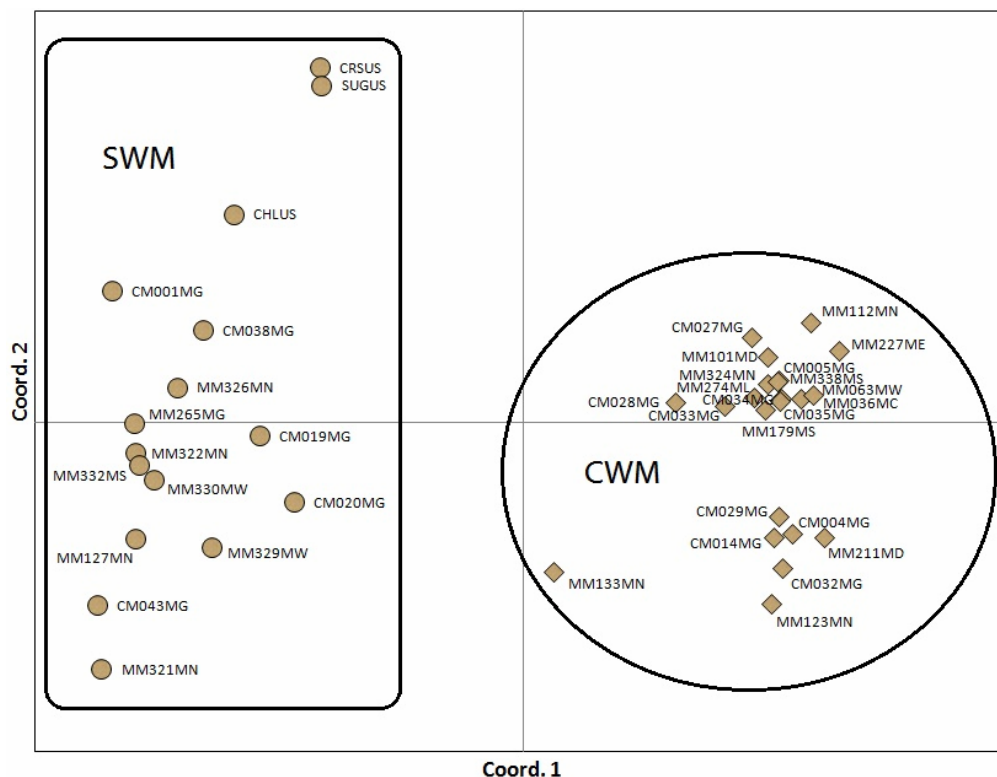 CRSUS
SUGUS
SWM
CHLUS
CM001MG
CM038MG
MM326MN
MM265MG
CM019MG
MM322MN
MM332MS
MM330MW
CM020MG
MM127MN
MM329MW
CM043MG
MM321MN
MM112MN
CM027MG
MM227ME
MM101MD
CM005MG
MM324MN
MM338MS
MM274ML
MM063MW
CM028MG
CM034MG
MM036MC
CM033MG
CM035MG
MM179MS
CWM
CM029MG
CM004MG
CM014MG
MM211MD
MM133MN
CM032MG
MM123MN
Coord. 2
Coord. 1